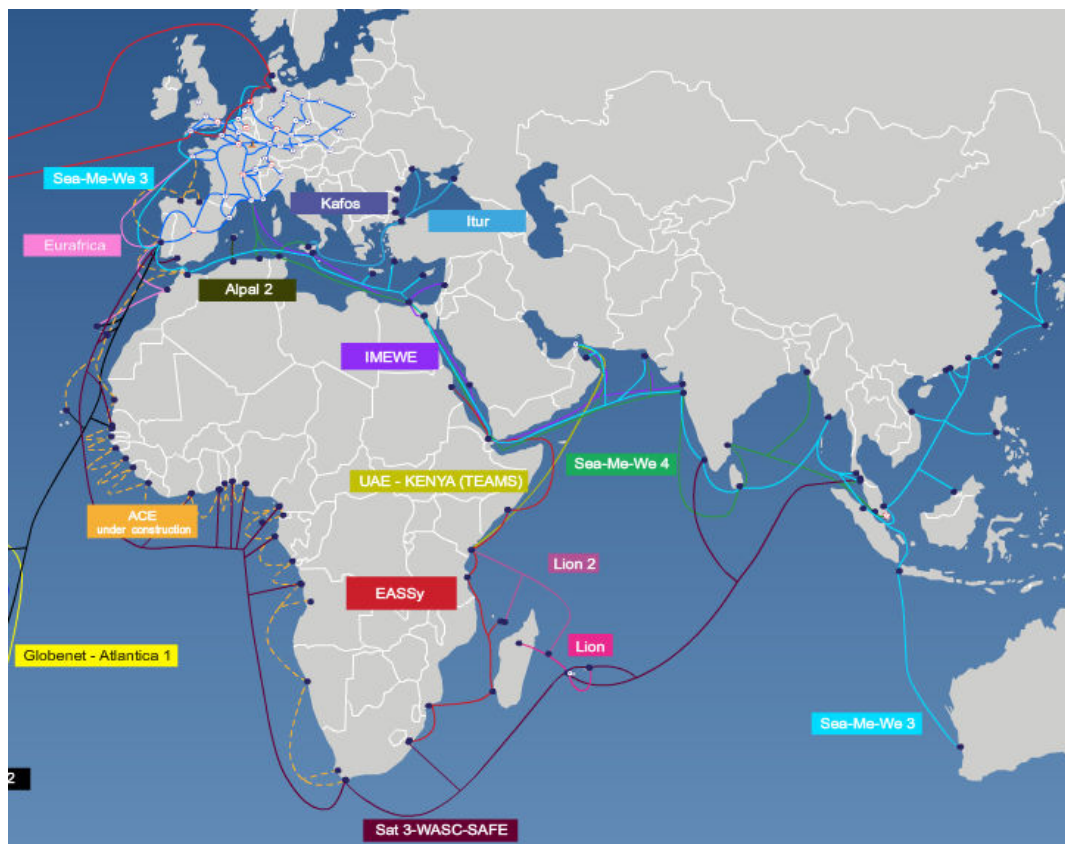 Sea-Me-We 3
Kafos
Itur
Eurafrica
Alpal 2
IMEWE
Sea-Me-We 4
UAE - KENYA (TEAMS)
ACE
under construction
Lion 2
EASSy
Lion
Globenet - Atlantica 1
Sea-Me-We 3
2
Sat 3-WASC-SAFE